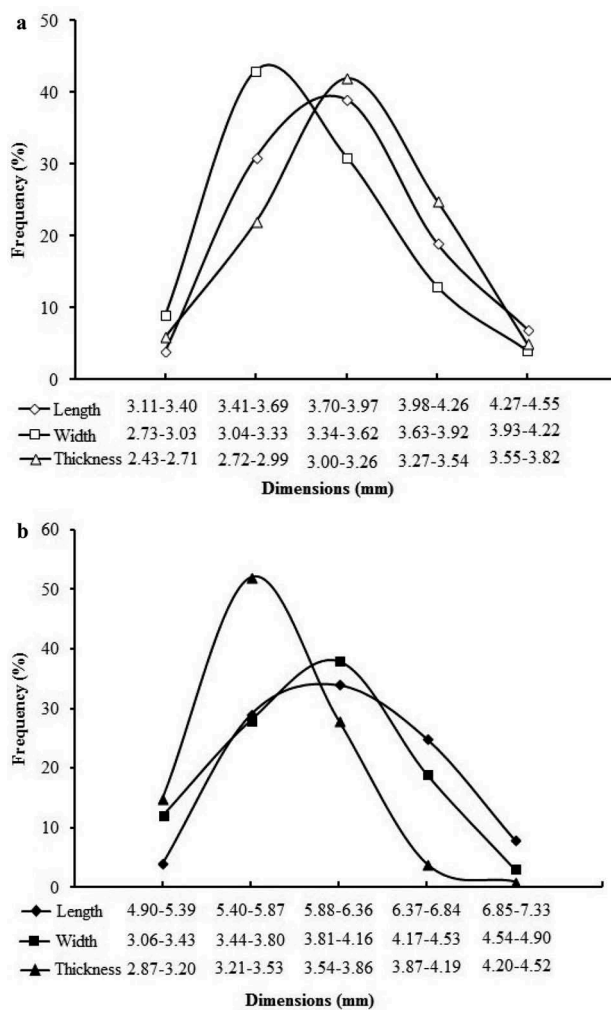 a
50
40
30
20
10
0
Frequency (%)
Length 3.11-3.40 3.41-3.69 3.70-3.97 3.98-4.26 4.27-4.55
Width 2.73-3.03 3.04-3.33 3.34-3.62 3.63-3.92 3.93-4.22
Thickness 2.43-2.71 2.72-2.99 3.00-3.26 3.27-3.54 3.55-3.82
Dimensions (mm)
b
60
50
40
30
20
10
0
Frequency (%)
Length 4.90-5.39 5.40-5.87 5.88-6.36 6.37-6.84 6.85-7.33
Width 3.06-3.43 3.44-3.80 3.81-4.16 4.17-4.53 4.54-4.90
Thickness 2.87-3.20 3.21-3.53 3.54-3.86 3.87-4.19 4.20-4.52
Dimensions (mm)